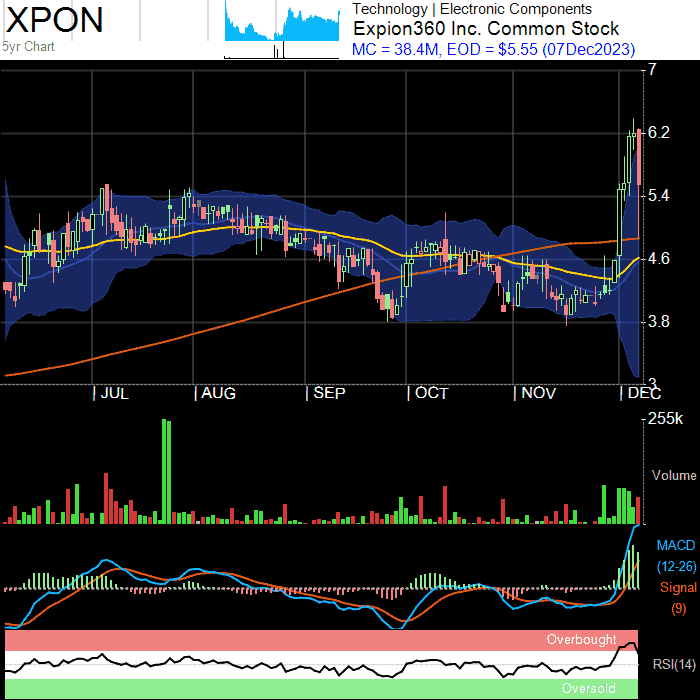 XPON
5yr Chart
Technology | Electronic Components
Expion360 Inc. Common Stock
MC = 38.4M, EOD = $5.55 (07Dec2023)
7
6.2
5.4
4.6
3.8
3
JUL AUG SEP OCT NOV DEC
255k
Volume
MACD
(12-26)
Signal
(9)
Overbought
RSI(14)
Oversold